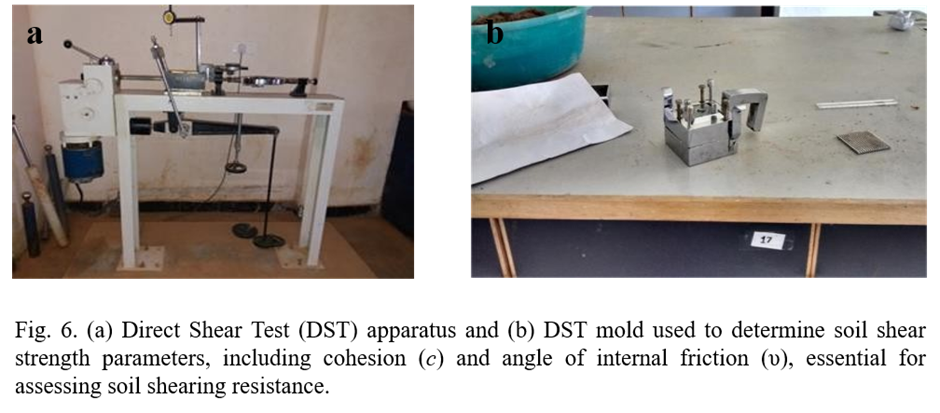 a
b
17
Fig. 6. (a) Direct Shear Test (DST) apparatus and (b) DST mold used to determine soil shear
strength parameters, including cohesion (c) and angle of internal friction (υ), essential for
assessing soil shearing resistance.